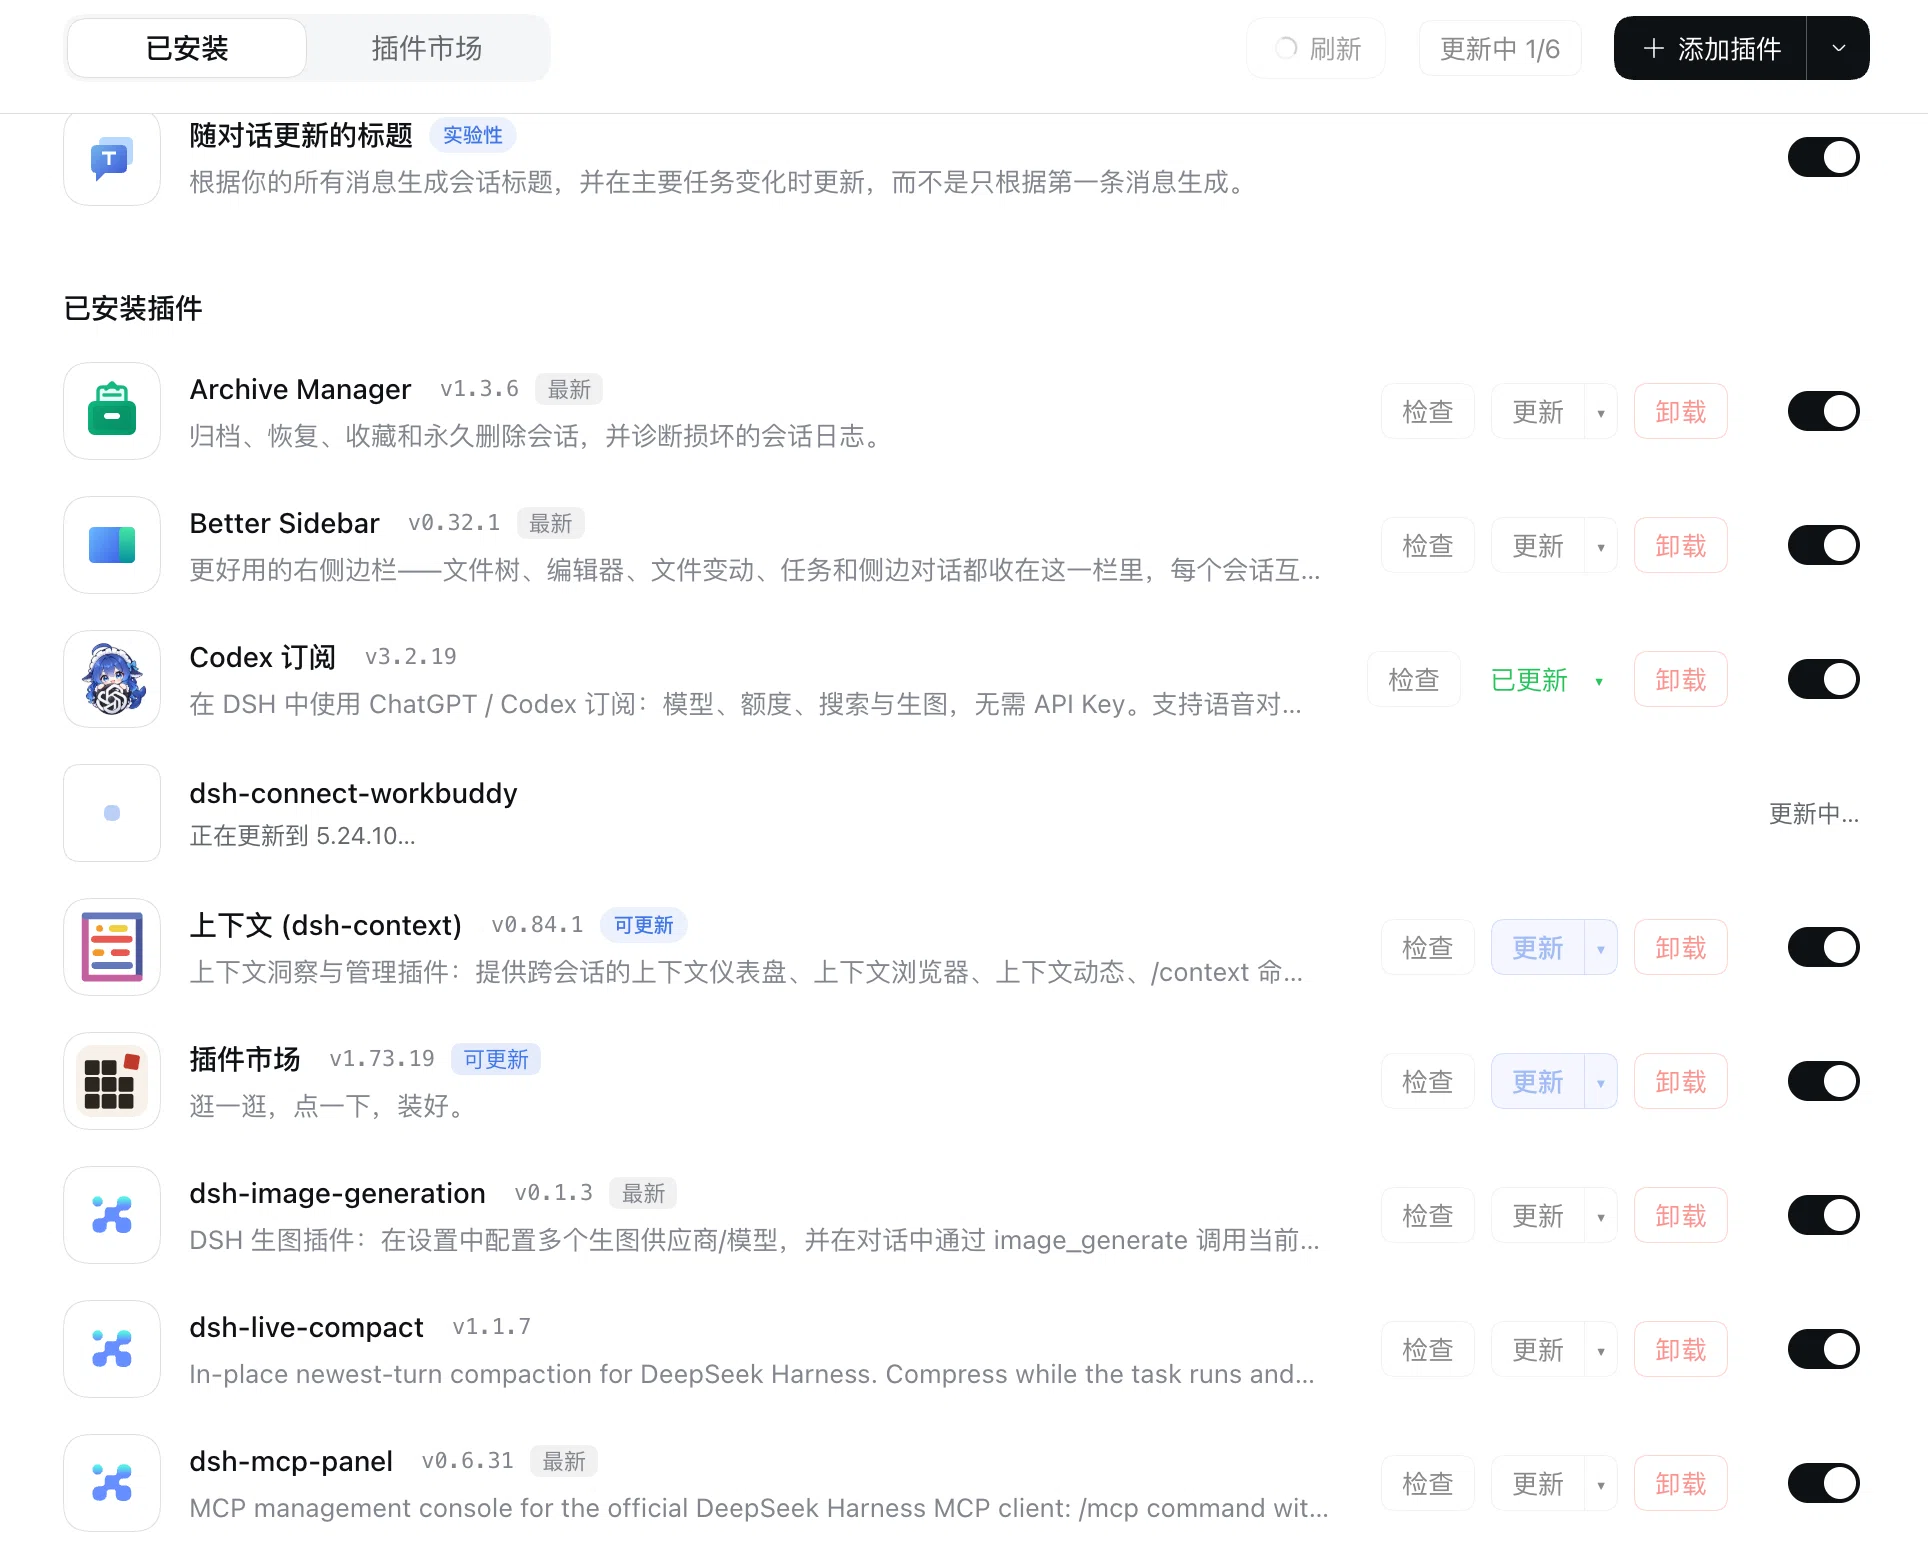 已安装
插件市场
刷新
更新中 1/6
+ 添加插件
随对话更新的标题 实验性
根据你的所有消息生成会话标题，并在主要任务变化时更新，而不是只根据第一条消息生成。
已安装插件
Archive Manager v1.3.6 最新
归档、恢复、收藏和永久删除会话，并诊断损坏的会话日志。
检查 更新 卸载
Better Sidebar v0.32.1 最新
更好用的右侧边栏——文件树、编辑器、文件变动、任务和侧边对话都收在这一栏里，每个会话互...
检查 更新 卸载
Codex 订阅 v3.2.19
在 DSH 中使用 ChatGPT / Codex 订阅：模型、额度、搜索与生图，无需 API Key。支持语音对...
检查 已更新 卸载
dsh-connect-workbuddy
正在更新到 5.24.10...
更新中...
上下文 (dsh-context) v0.84.1 可更新
上下文洞察与管理插件：提供跨会话的上下文仪表盘、上下文浏览器、上下文动态、/context 命...
检查 更新 卸载
插件市场 v1.73.19 可更新
逛一逛，点一下，装好。
检查 更新 卸载
dsh-image-generation v0.1.3 最新
DSH 生图插件：在设置中配置多个生图供应商/模型，并在对话中通过 image_generate 调用当前...
检查 更新 卸载
dsh-live-compact v1.1.7
In-place newest-turn compaction for DeepSeek Harness. Compress while the task runs and...
检查 更新 卸载
dsh-mcp-panel v0.6.31 最新
MCP management console for the official DeepSeek Harness MCP client: /mcp command wit...
检查 更新 卸载